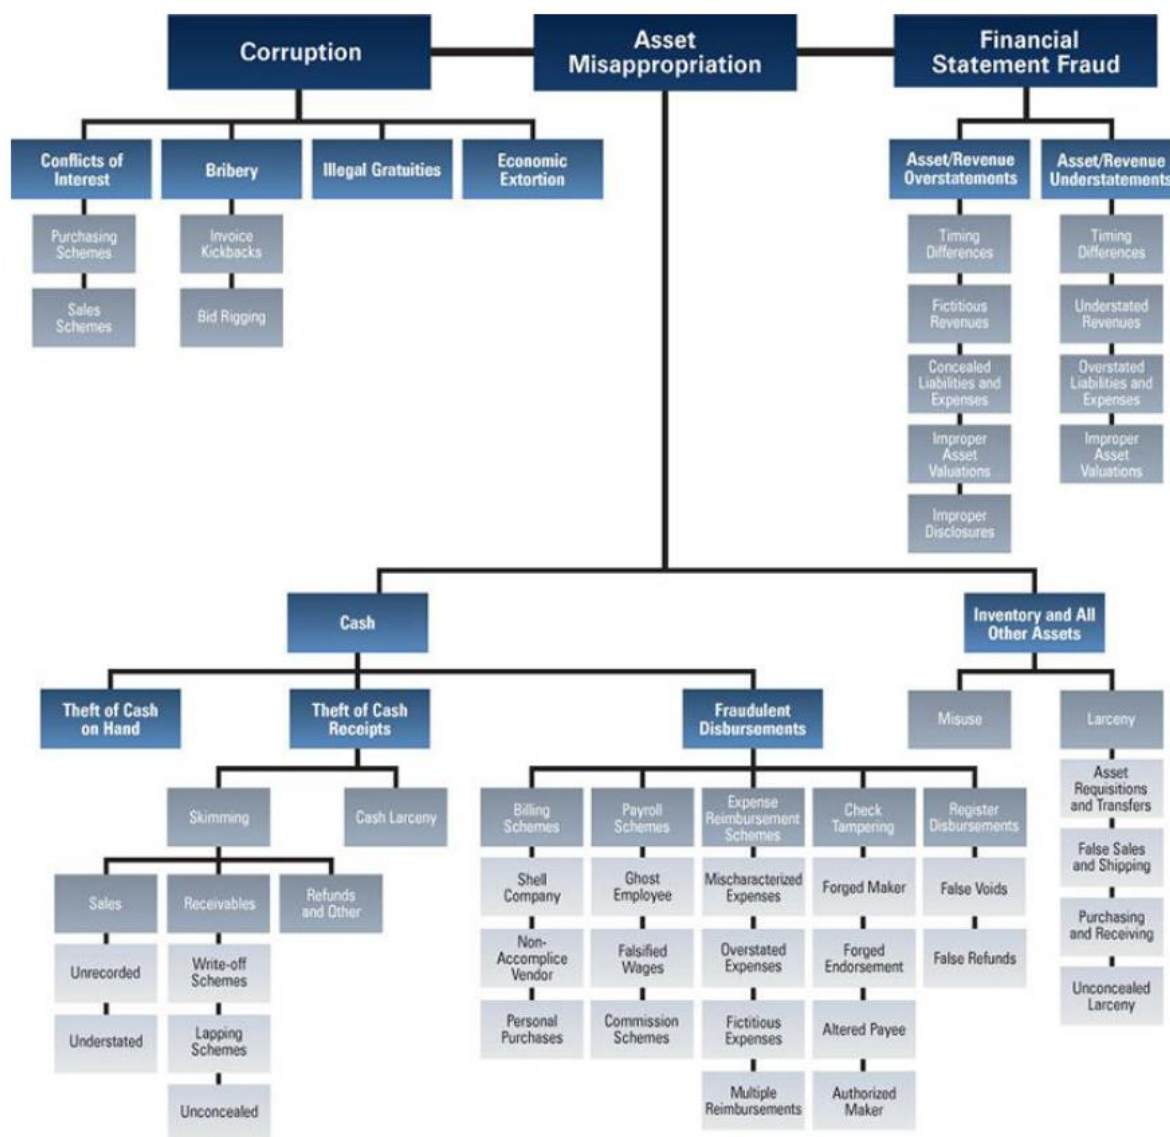 Corruption
Asset
Misappropriation
Financial
Statement Fraud
Conflicts of
Interest
Bribery
Illegal Gratuities
Economic
Extortion
Asset/Revenue
Overstatements
Asset/Revenue
Understatements
Purchasing
Schemes
Sales
Schemes
Invoice
Kickbacks
Bid Rigging
Timing
Differences
Fictitious
Revenues
Concealed
Liabilities and
Expenses
Improper
Asset
Valuations
Improper
Disclosures
Timing
Differences
Understated
Revenues
Overstated
Liabilities and
Expenses
Improper
Asset
Valuations
Cash
Inventory and All
Other Assets
Theft of Cash
on Hand
Theft of Cash
Receipts
Fraudulent
Disbursements
Misuse
Larceny
Skimming
Cash Larceny
Sales
Receivables
Refunds
and Other
Unrecorded
Understated
Write-off
Schemes
Lapping
Schemes
Unconcealed
Billing
Schemes
Shell
Company
Non-
Accomplice
Vendor
Personal
Purchases
Payroll
Schemes
Ghost
Employee
Falsified
Wages
Commission
Schemes
Expense
Reimbursement
Schemes
Mischaracterized
Expenses
Overstated
Expenses
Fictitious
Expenses
Multiple
Reimbursements
Check
Tampering
Forged Maker
Forged
Endorsement
Altered Payee
Authorized
Maker
Register
Disbursements
False Voids
False Refunds
Asset
Requisitions
and Transfers
False Sales
and Shipping
Purchasing
and Receiving
Unconcealed
Larceny